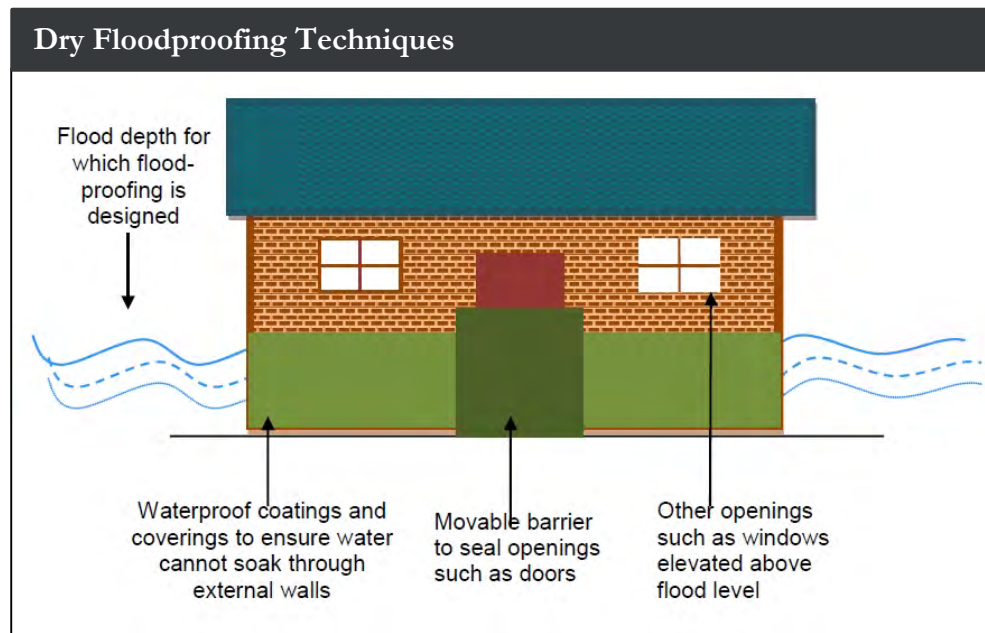 Dry Floodproofing Techniques
Flood depth for
which flood-
proofing is
designed
Waterproof coatings and
coverings to ensure water
cannot soak through
external walls
Movable barrier
to seal openings
such as doors
Other openings
such as windows
elevated above
flood level